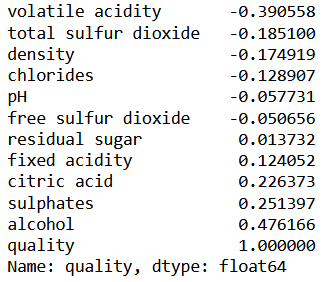 volatile acidity -0.390558
total sulfur dioxide -0.185100
density -0.174919
chlorides -0.128907
pH -0.057731
free sulfur dioxide -0.050656
residual sugar 0.013732
fixed acidity 0.124052
citric acid 0.226373
sulphates 0.251397
alcohol 0.476166
quality 1.000000
Name: quality, dtype: float64